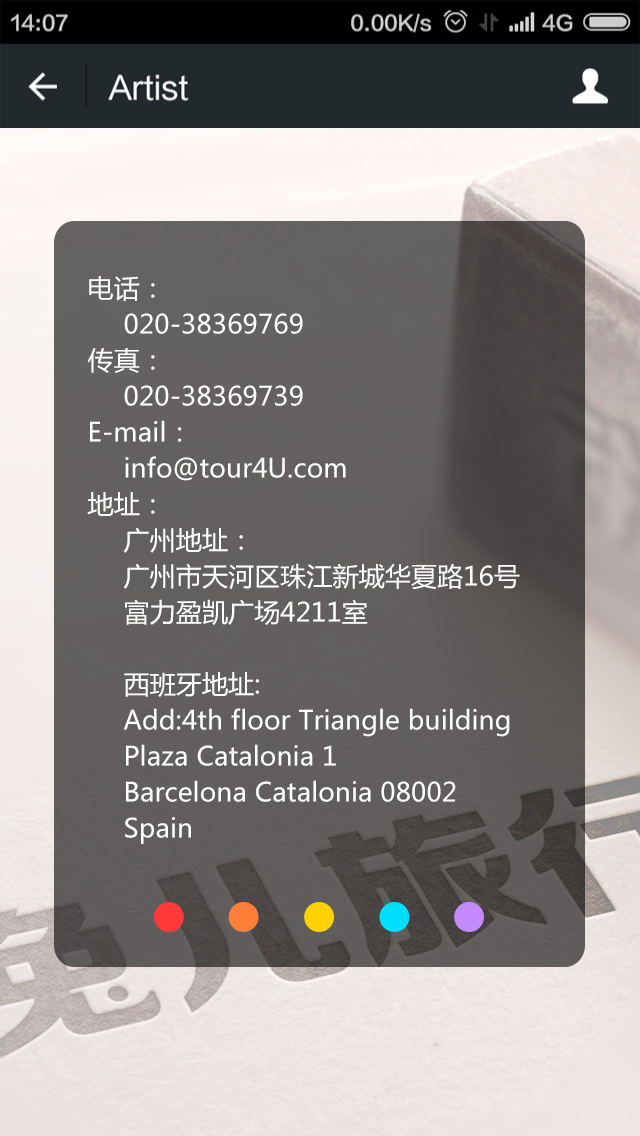 14:07 0.00K/s 4G
Artist
电话：
020-38369769
传真：
020-38369739
E-mail：
info@tour4U.com
地址：
广州地址：
广州市天河区珠江新城华夏路16号
富力盈凯广场4211室
西班牙地址:
Add:4th floor Triangle building
Plaza Catalonia 1
Barcelona Catalonia 08002
Spain
兔儿旅行